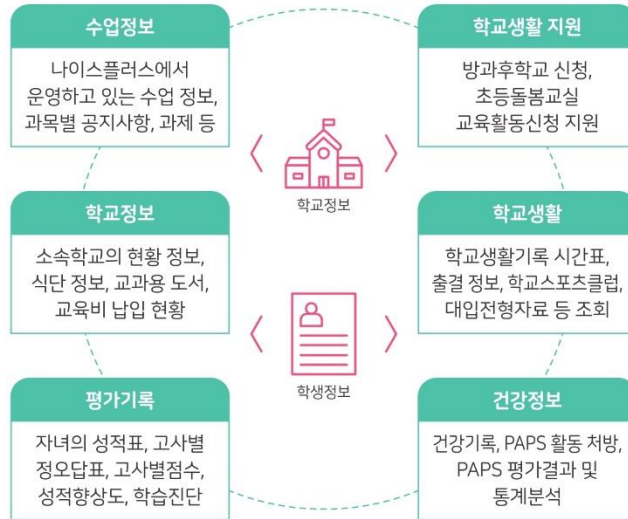 수업정보
나이스플러스에서
운영하고 있는 수업 정보,
과목별 공지사항, 과제 등
학교생활 지원
방과후학교 신청,
초등돌봄교실
교육활동신청 지원
학교정보
학교정보
소속학교의 현황 정보,
식단 정보, 교과용 도서,
교육비 납입 현황
학교생활
학교생활기록 시간표,
출결 정보, 학교스포츠클럽,
대입전형자료 등 조회
학생정보
평가기록
자녀의 성적표, 고사별
정오답표, 고사별점수,
성적향상도, 학습진단
건강정보
건강기록, PAPS 활동 처방,
PAPS 평가결과 및
통계분석